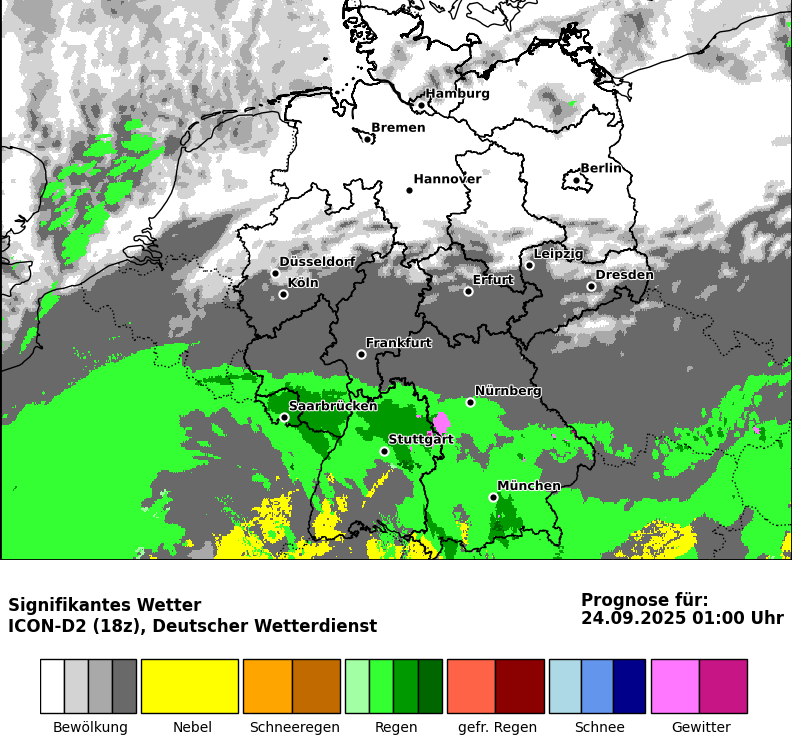 Hamburg
Bremen
Berlin
Hannover
Leipzig
Düsseldorf
Dresden
Köln
Erfurt
Frankfurt
Nürnberg
Saarbrücken
Stuttgart
München
Signifikantes Wetter
ICON-D2 (18z), Deutscher Wetterdienst
Prognose für:
24.09.2025 01:00 Uhr
Bewölkung Nebel Schneeregen Regen gefr. Regen Schnee Gewitter